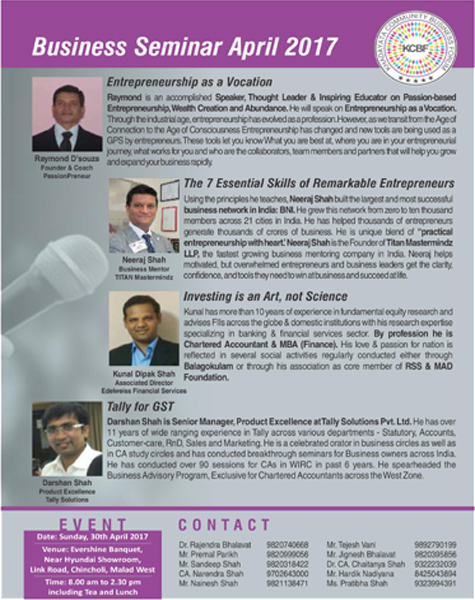 Business Seminar April 2017
KANARATA COMMUNITY BUSINESS FORUM
KCBF
Entrepreneurship as a Vocation
Raymond is an accomplished Speaker, Thought Leader & Inspiring Educator on Passion-based
Entrepreneurship, Wealth Creation and Abundance. He will speak on Entrepreneurship as a Vocation.
Through the industrial age, entrepreneurship has evolved as a profession. However, as we transit from the Age of
Connection to the Age of Consciousness Entrepreneurship has changed and new tools are being used as a
GPS by entrepreneurs. These tools let you know What you are best at, where you are in your entrepreneurial
journey, what works for you and who are the collaborators, team members and partners that will help you grow
and expand your business rapidly.
Raymond D'souza
Founder & Coach
PassionPreneur
The 7 Essential Skills of Remarkable Entrepreneurs
Using the principles he teaches, Neeraj Shah built the largest and most successful
business network in India: BNI. He grew this network from zero to ten thousand
members across 21 cities in India. He has helped thousands of entrepreneurs
generate thousands of crores of business. He is unique blend of "practical
entrepreneurship with heart.' Neeraj Shah is the Founder of Titan Mastermindz
LLP, the fastest growing business mentoring company in India. Neeraj helps
motivated, but overwhelmed entrepreneurs and business leaders get the clarity,
confidence, and tools they need to win at business and succeed at life.
Neeraj Shah
Business Mentor
TITAN Mastermindz
Investing is an Art, not Science
Kunal has more than 10 years of experience in fundamental equity research and
advises FIIs across the globe & domestic institutions with his research expertise
specializing in banking & financial services sector. By profession he is
Chartered Accountant & MBA (Finance). His love & passion for nation is
reflected in several social activities regularly conducted either through
Balagokulam or through his association as core member of RSS & MAD
Foundation.
Kunal Dipak Shah
Associated Director
Edelweiss Financial Services
Tally for GST
Darshan Shah is Senior Manager, Product Excellence at Tally Solutions Pvt. Ltd. He has over
11 years of wide ranging experience in Tally across various departments - Statutory, Accounts,
Customer-care, RnD, Sales and Marketing. He is a celebrated orator in business circles as well as
in CA study circles and has conducted breakthrough seminars for Business owners across India.
He has conducted over 90 sessions for CAs in WIRC in past 6 years. He spearheaded the
Business Advisory Program, Exclusive for Chartered Accountants across the West Zone.
Darshan Shah
Product Excellence
Tally Solutions
EVENT
Date: Sunday, 30th April 2017
Venue: Evershine Banquet,
Near Hyundai Showroom,
Link Road, Chincholi, Malad West
Time: 8.00 am to 2.30 pm
including Tea and Lunch
CONTACT
Dr. Rajendra Bhalavat 9820740668
Mr. Premal Parikh 9820999056
Mr. Sandeep Shah 9820318422
CA. Narendra Shah 9702643000
Mr. Nainesh Shah 9821138471
Mr. Tejesh Vani 9892790199
Mr. Jignesh Bhalavat 9820395856
Dr. CA. Chaitanya Shah 9322232039
Mr. Hardik Nadiyana 8425043894
Ms. Pratibha Shah 9323994391